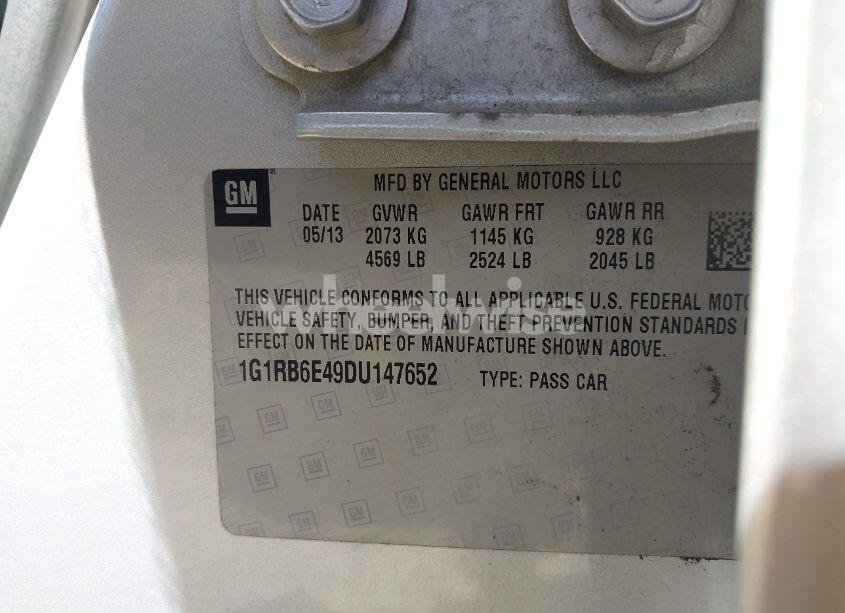 GM
MFD BY GENERAL MOTORS LLC
DATE GVWR GAWR FRT GAWR RR
05/13 2073 KG 1145 KG 928 KG
4569 LB 2524 LB 2045 LB
THIS VEHICLE CONFORMS TO ALL APPLICABLE U.S. FEDERAL MOTO
VEHICLE SAFETY, BUMPER, AND THEFT PREVENTION STANDARDS I
EFFECT ON THE DATE OF MANUFACTURE SHOWN ABOVE.
1G1RB6E49DU147652 TYPE: PASS CAR